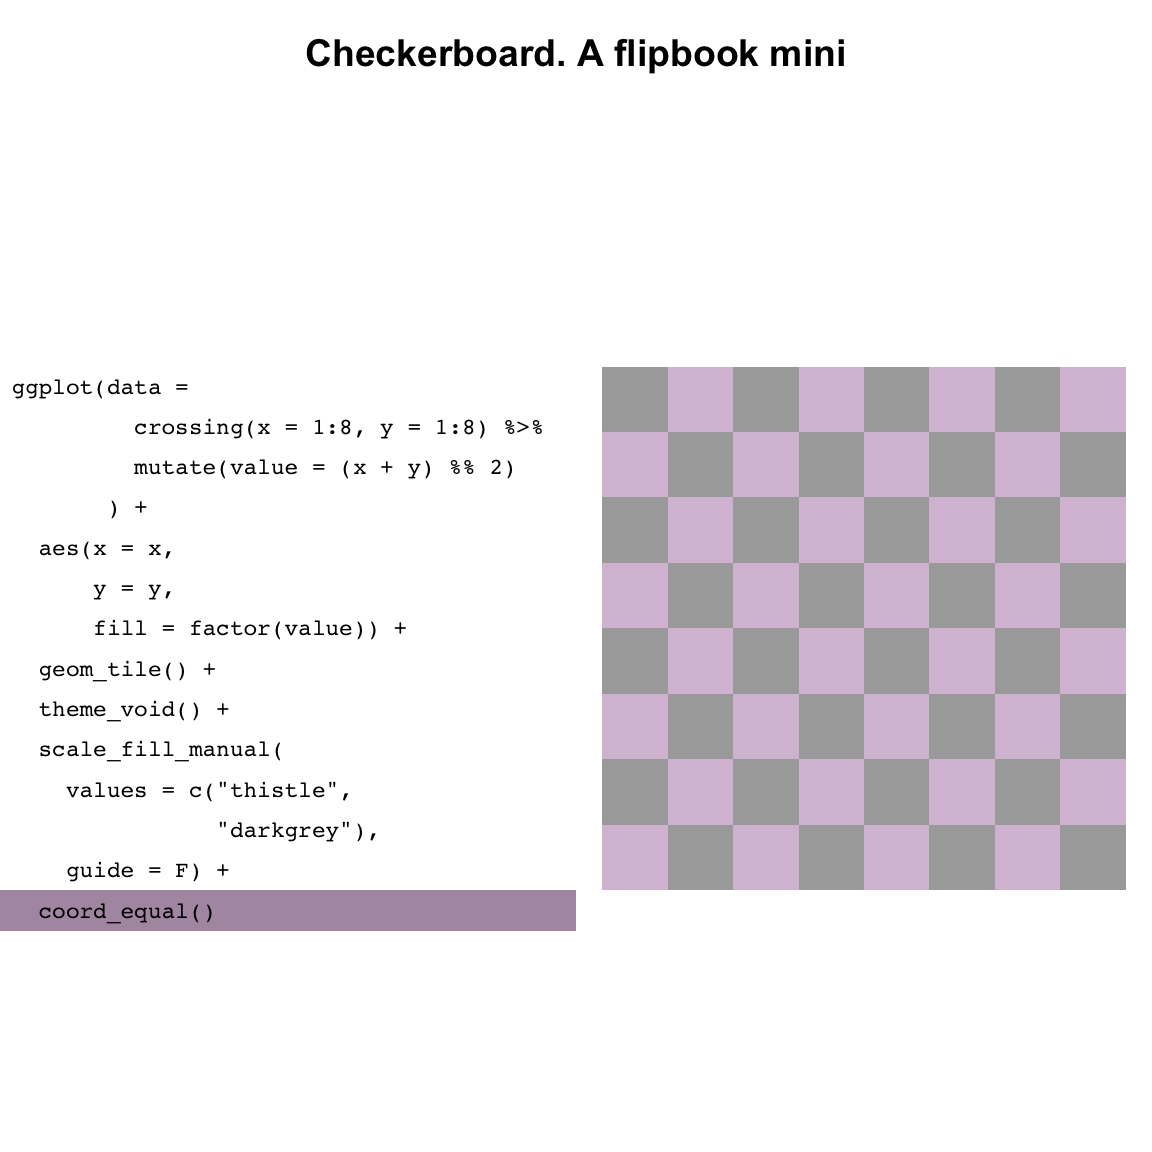 Checkerboard. A flipbook mini
ggplot(data =
         crossing(x = 1:8, y = 1:8) %>%
         mutate(value = (x + y) %% 2)
       ) +
  aes(x = x,
      y = y,
      fill = factor(value)) +
  geom_tile() +
  theme_void() +
  scale_fill_manual(
    values = c("thistle",
               "darkgrey"),
    guide = F) +
  coord_equal()